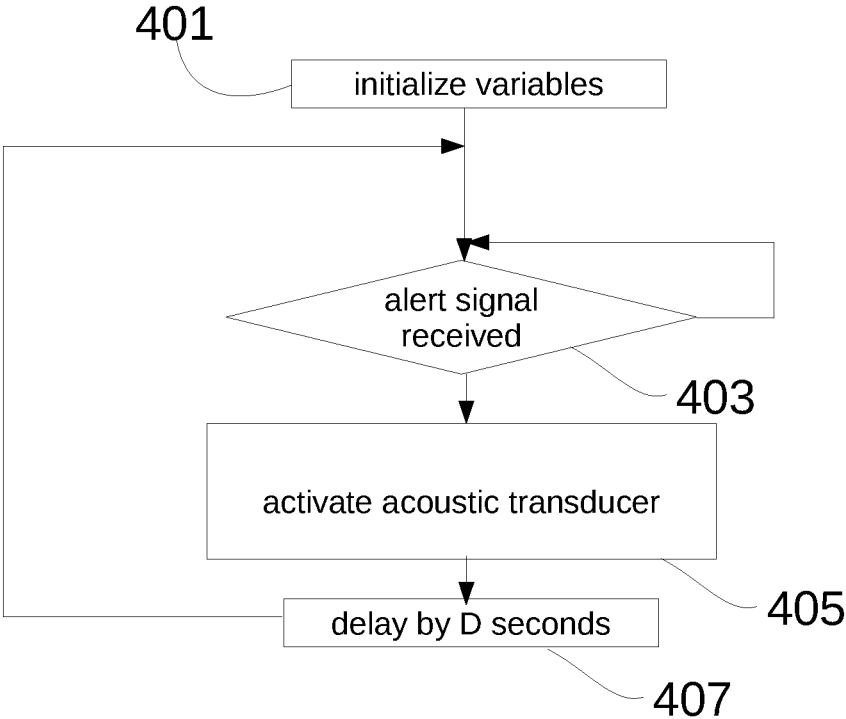 401
initialize variables
alert signal
received
403
activate acoustic transducer
405
delay by D seconds
407